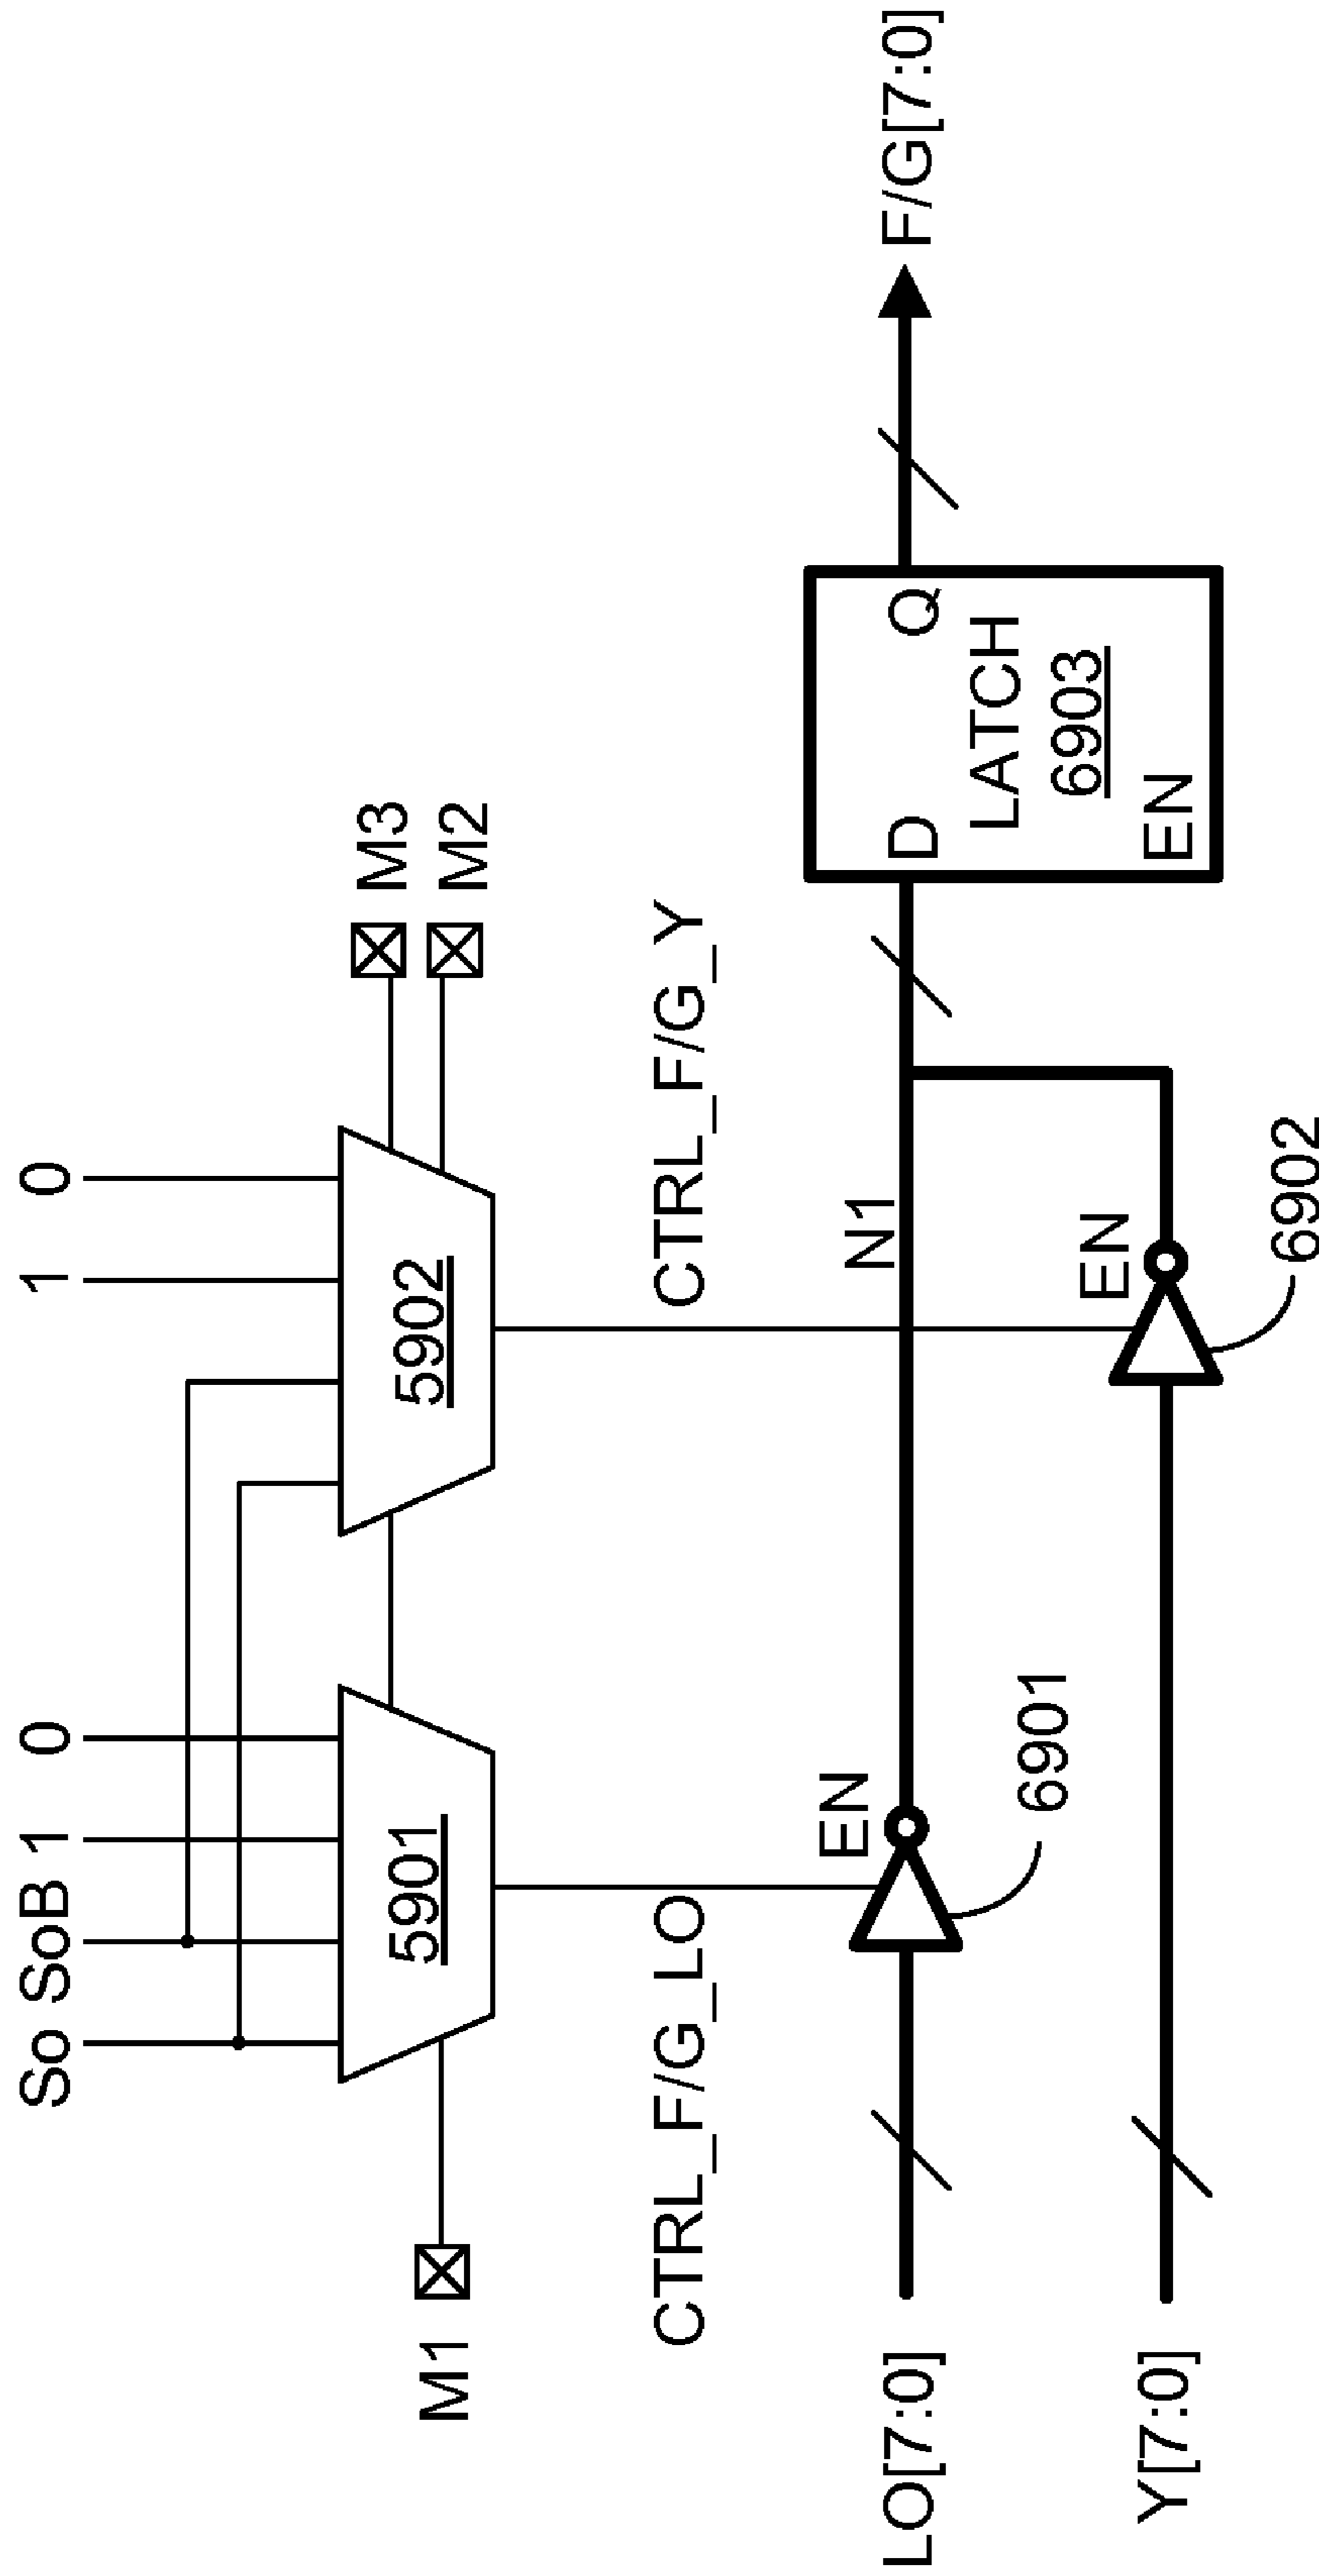 So SoB 1 0
1 0
5901
5902
M3
M2
M1
CTRL_F/G_LO
CTRL_F/G_Y
EN
N1
LO[7:0]
6901
D
Q
LATCH
6903
EN
F/G[7:0]
EN
Y[7:0]
6902